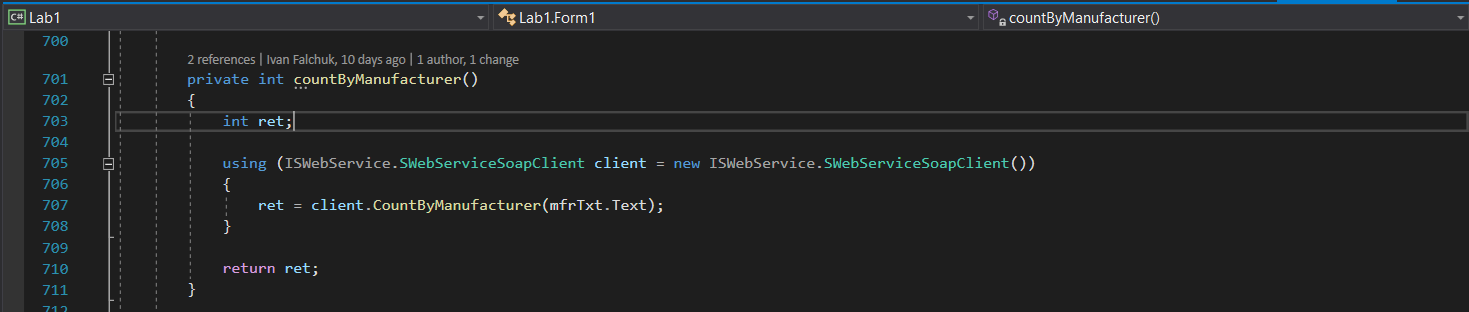 C# Lab1 Lab1.Form1 countByManufacturer()
700
2 references | Ivan Falchuk, 10 days ago | 1 author, 1 change
701 private int countByManufacturer()
702 {
703 int ret;
704
705 using (ISWebService.SWebServiceSoapClient client = new ISWebService.SWebServiceSoapClient())
706 {
707 ret = client.CountByManufacturer(mfrTxt.Text);
708 }
709
710 return ret;
711 }
712